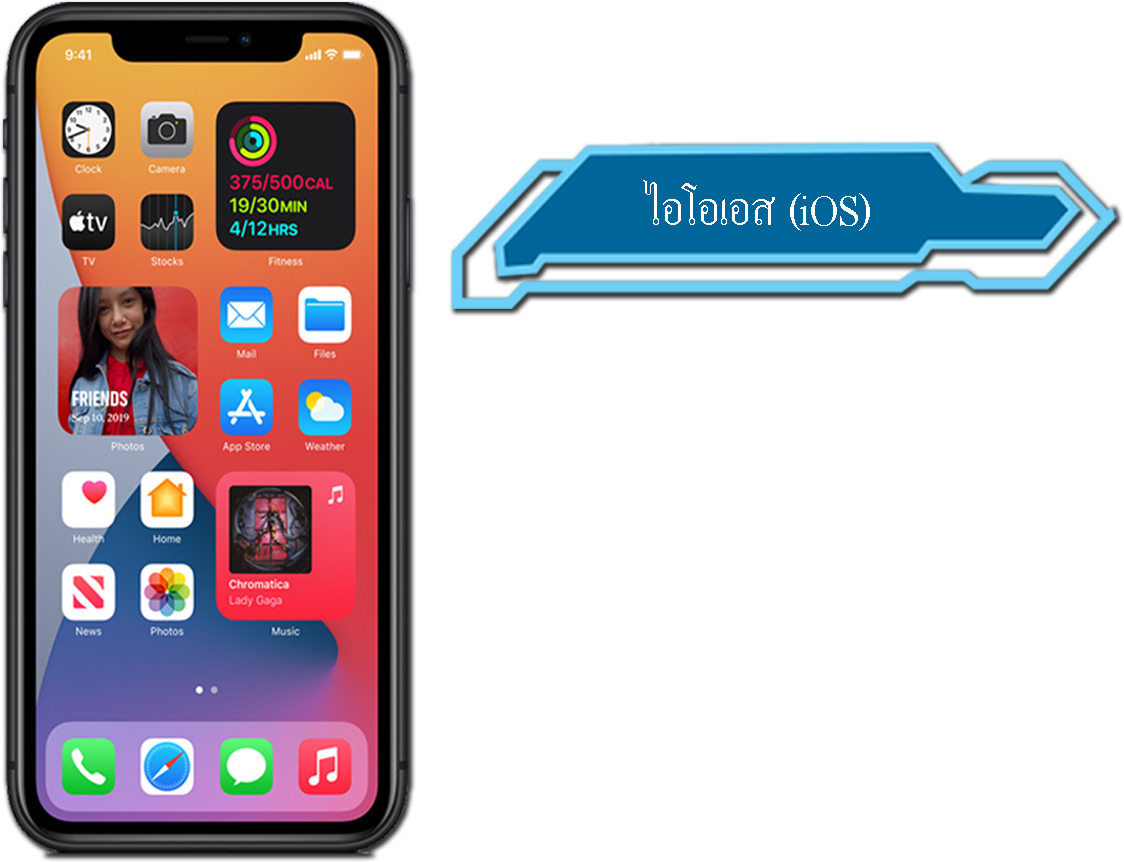 9:41
Clock
Camera
375/500CAL
19/30MIN
4/12HRS
tv
TV
Stocks
Fitness
FRIENDS
Sep 10, 2019
Photos
Mail
Files
App Store
Weather
Health
Home
Chromatica
Lady Gaga
News
Photos
Music
ไอโอเอส (iOS)